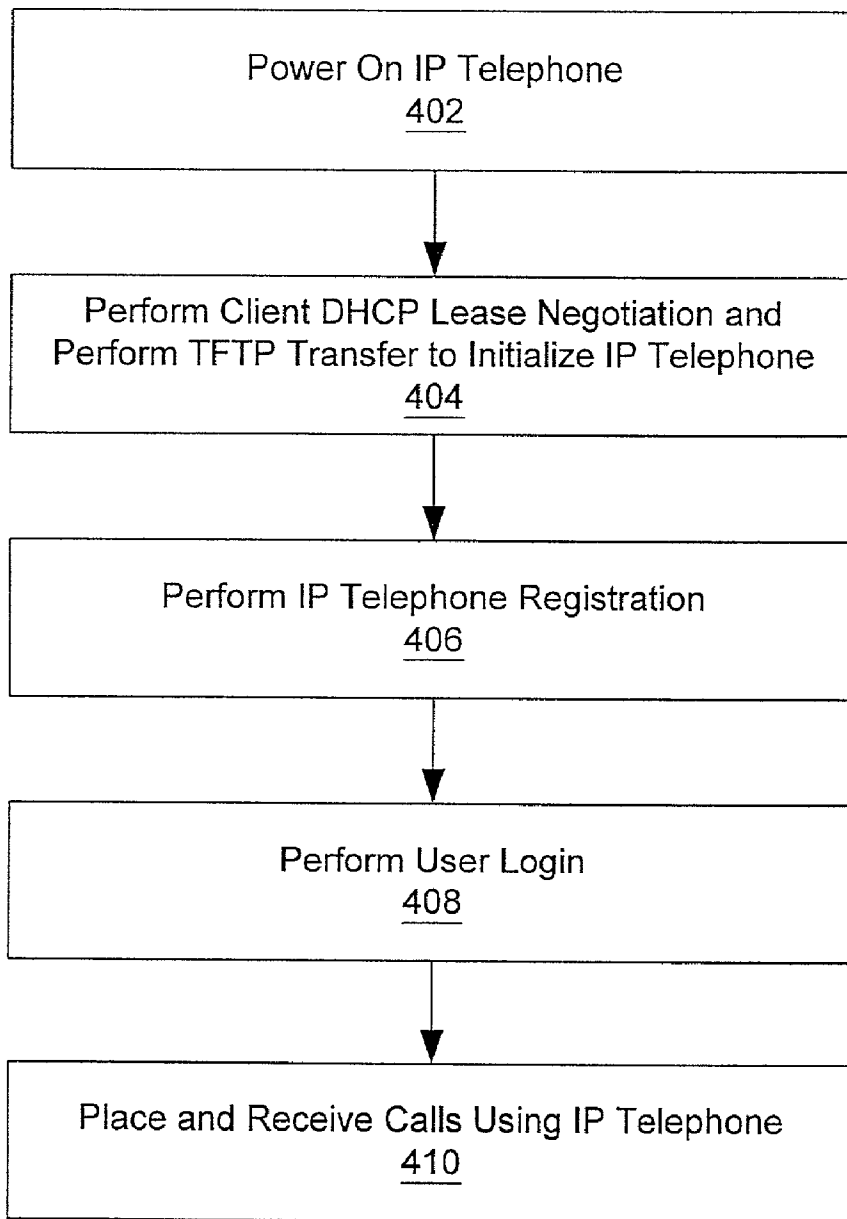 Power On IP Telephone
402
Perform Client DHCP Lease Negotiation and
Perform TFTP Transfer to Initialize IP Telephone
404
Perform IP Telephone Registration
406
Perform User Login
408
Place and Receive Calls Using IP Telephone
410